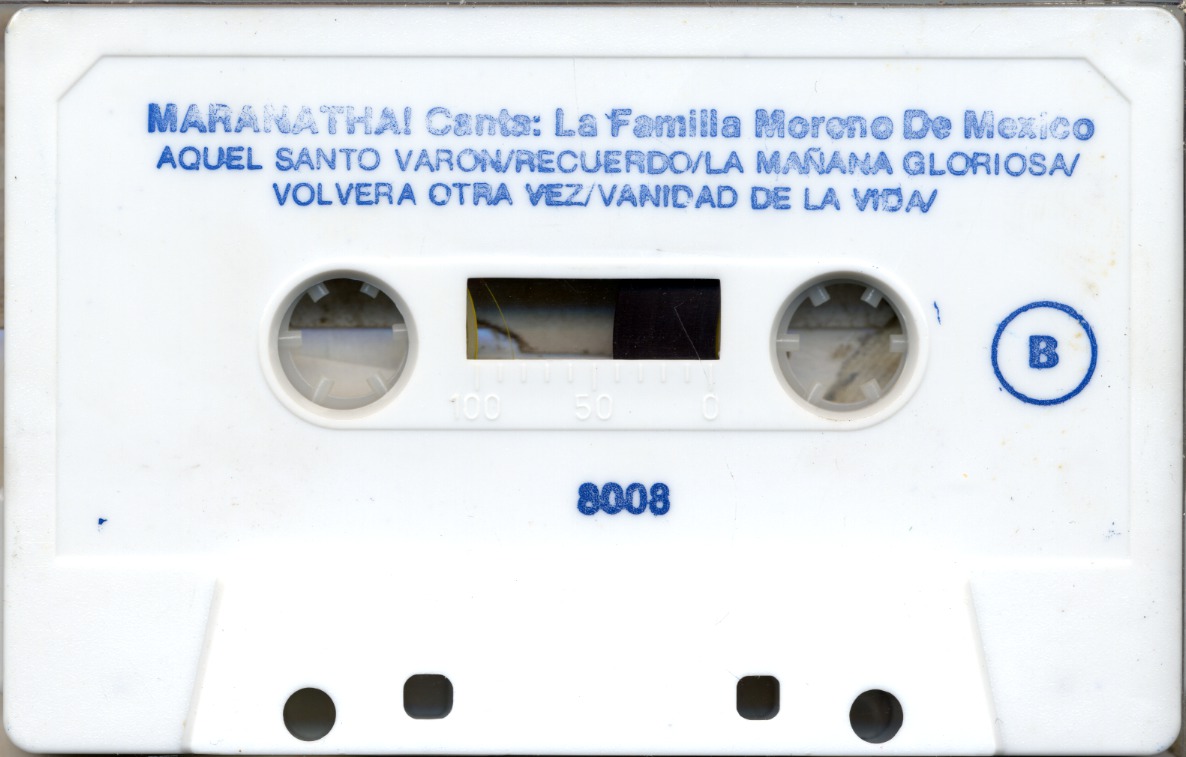 MARANATHA! Canta: La Familia Moreno De Mexico
AQUEL SANTO VARON/RECUERDO/LA MAÑANA GLORIOSA/
VOLVERA OTRA VEZ/VANIDAD DE LA VIDA/
B
100 50 0
8008